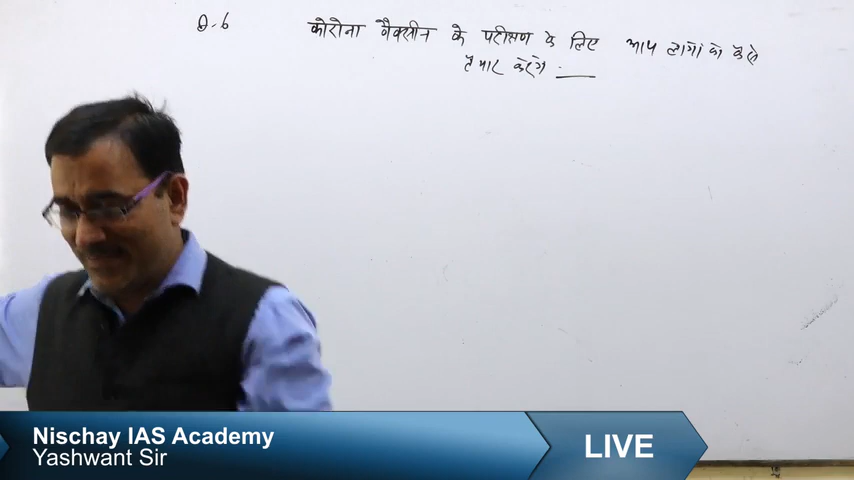 Q.6 कोरोना वैक्सीन के परीक्षण के लिए आप लोगों को कैसे
तैयार करेंगे
Nischay IAS Academy
Yashwant Sir
LIVE